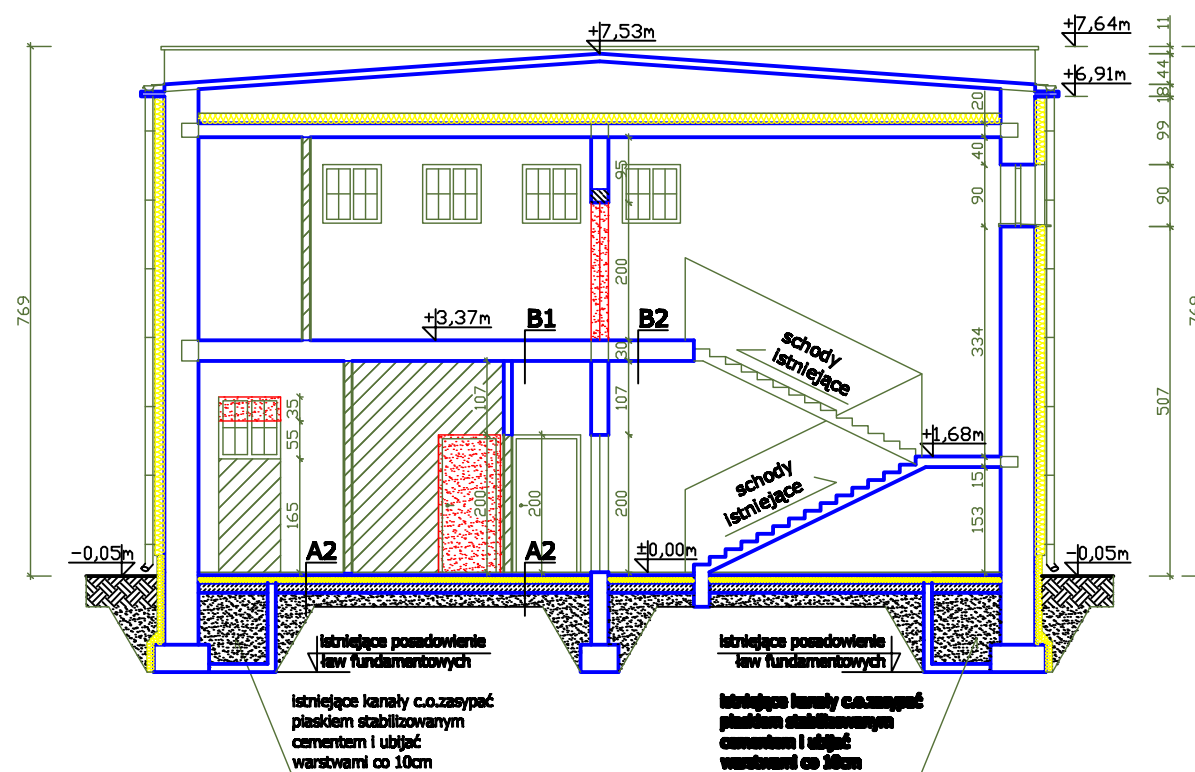 +7,53m
+7,64m
11
44
+6,91m
18
20
99
40
95
90
90
769
769
200
+3,37m
B1
B2
30
schody
istniejące
334
507
107
107
35
55
165
200
200
200
+1,68m
15
153
schody
istniejące
-0,05m
A2
A2
±0,00m
-0,05m
istniejące posadowienie
ław fundamentowych
istniejące posadowienie
ław fundamentowych
istniejące kanały c.o.zasypać
piaskiem stabilizowanym
cementem i ubijać
warstwami co 10cm
istniejące kanały c.o.zasypać
piaskiem stabilizowanym
cementem i ubijać
warstwami co 10cm